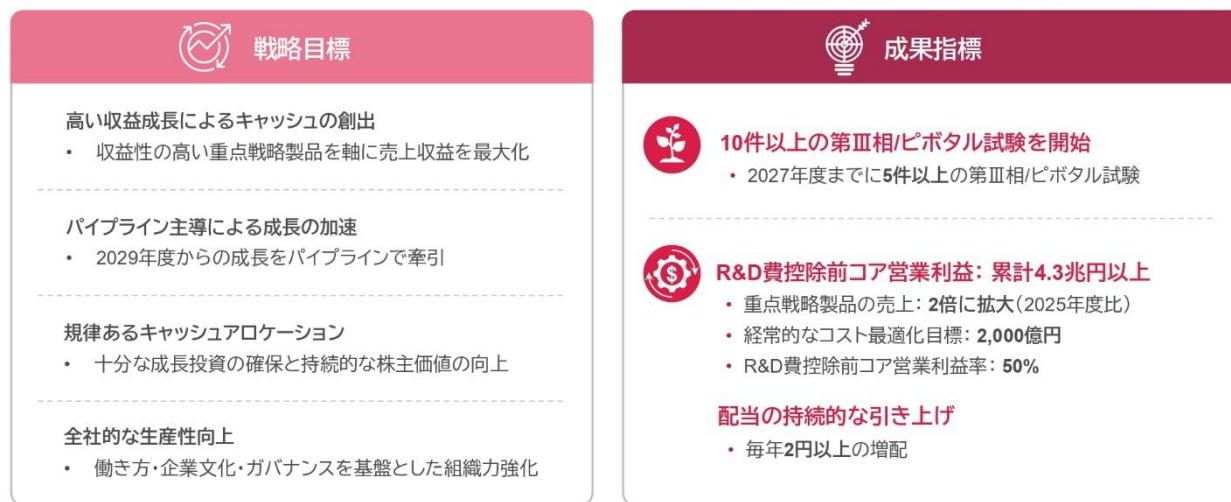 戦略目標
高い収益成長によるキャッシュの創出
• 収益性の高い重点戦略製品を軸に売上収益を最大化
パイプライン主導による成長の加速
• 2029年度からの成長をパイプラインで牽引
規律あるキャッシュアロケーション
• 十分な成長投資の確保と持続的な株主価値の向上
全社的な生産性向上
• 働き方・企業文化・ガバナンスを基盤とした組織力強化
成果指標
10件以上の第Ⅲ相/ピボタル試験を開始
• 2027年度までに5件以上の第Ⅲ相/ピボタル試験
R&D費控除前コア営業利益： 累計4.3兆円以上
• 重点戦略製品の売上： 2倍に拡大（2025年度比）
• 経常的なコスト最適化目標： 2,000億円
• R&D費控除前コア営業利益率： 50%
配当の持続的な引き上げ
• 毎年2円以上の増配